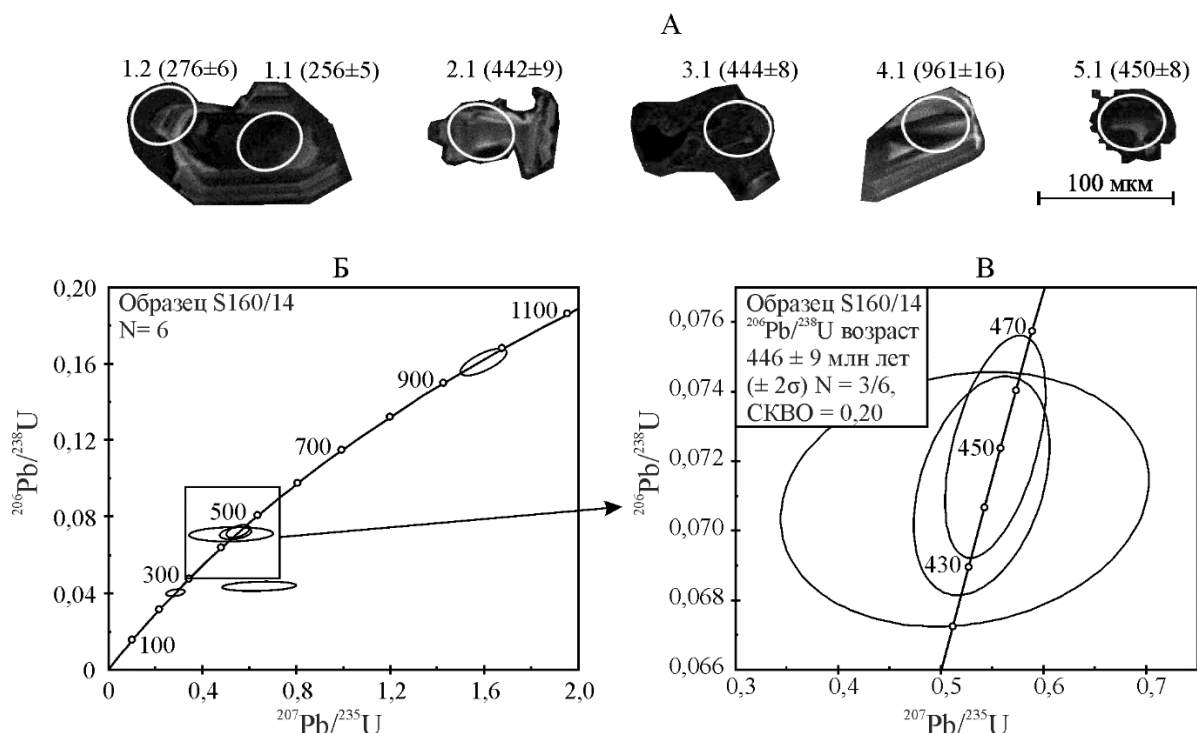 А
1.2 (276±6) 1.1 (256±5) 2.1 (442±9) 3.1 (444±8) 4.1 (961±16) 5.1 (450±8)
100 мкм
Б
Образец S160/14
N= 6
0,20
0,16
0,12
0,08
0,04
0
100
300
500
700
900
1100
0 0,4 0,8 1,2 1,6 2,0
²⁰⁶Pb/²³⁸U
²⁰⁷Pb/²³⁵U
В
Образец S160/14
²⁰⁶Pb/²³⁸U возраст
446 ± 9 млн лет
(± 2σ) N = 3/6,
СКВО = 0,20
0,076
0,074
0,072
0,070
0,068
0,066
470
450
430
0,3 0,4 0,5 0,6 0,7
²⁰⁶Pb/²³⁸U
²⁰⁷Pb/²³⁵U